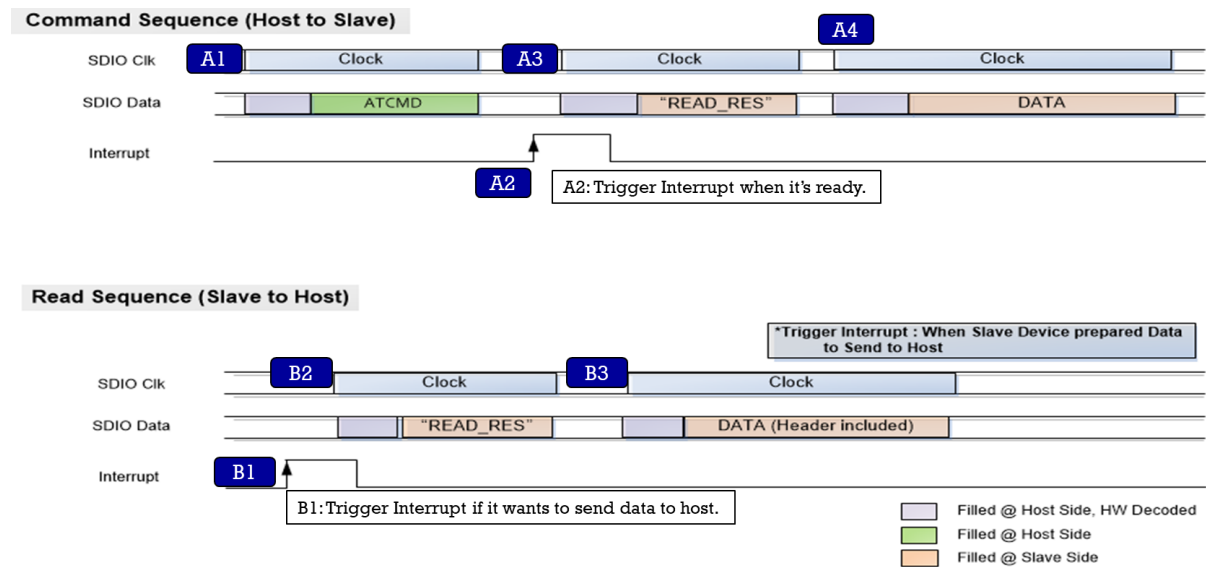 Command Sequence (Host to Slave)
A4
SDIO Clk
A1
Clock
A3
Clock
Clock
SDIO Data
ATCMD
“READ_RES”
DATA
Interrupt
A2
A2: Trigger Interrupt when it’s ready.
Read Sequence (Slave to Host)
*Trigger Interrupt : When Slave Device prepared Data
to Send to Host
SDIO Clk
B2
Clock
B3
Clock
SDIO Data
“READ_RES”
DATA (Header included)
Interrupt
B1
B1: Trigger Interrupt if it wants to send data to host.
Filled @ Host Side, HW Decoded
Filled @ Host Side
Filled @ Slave Side